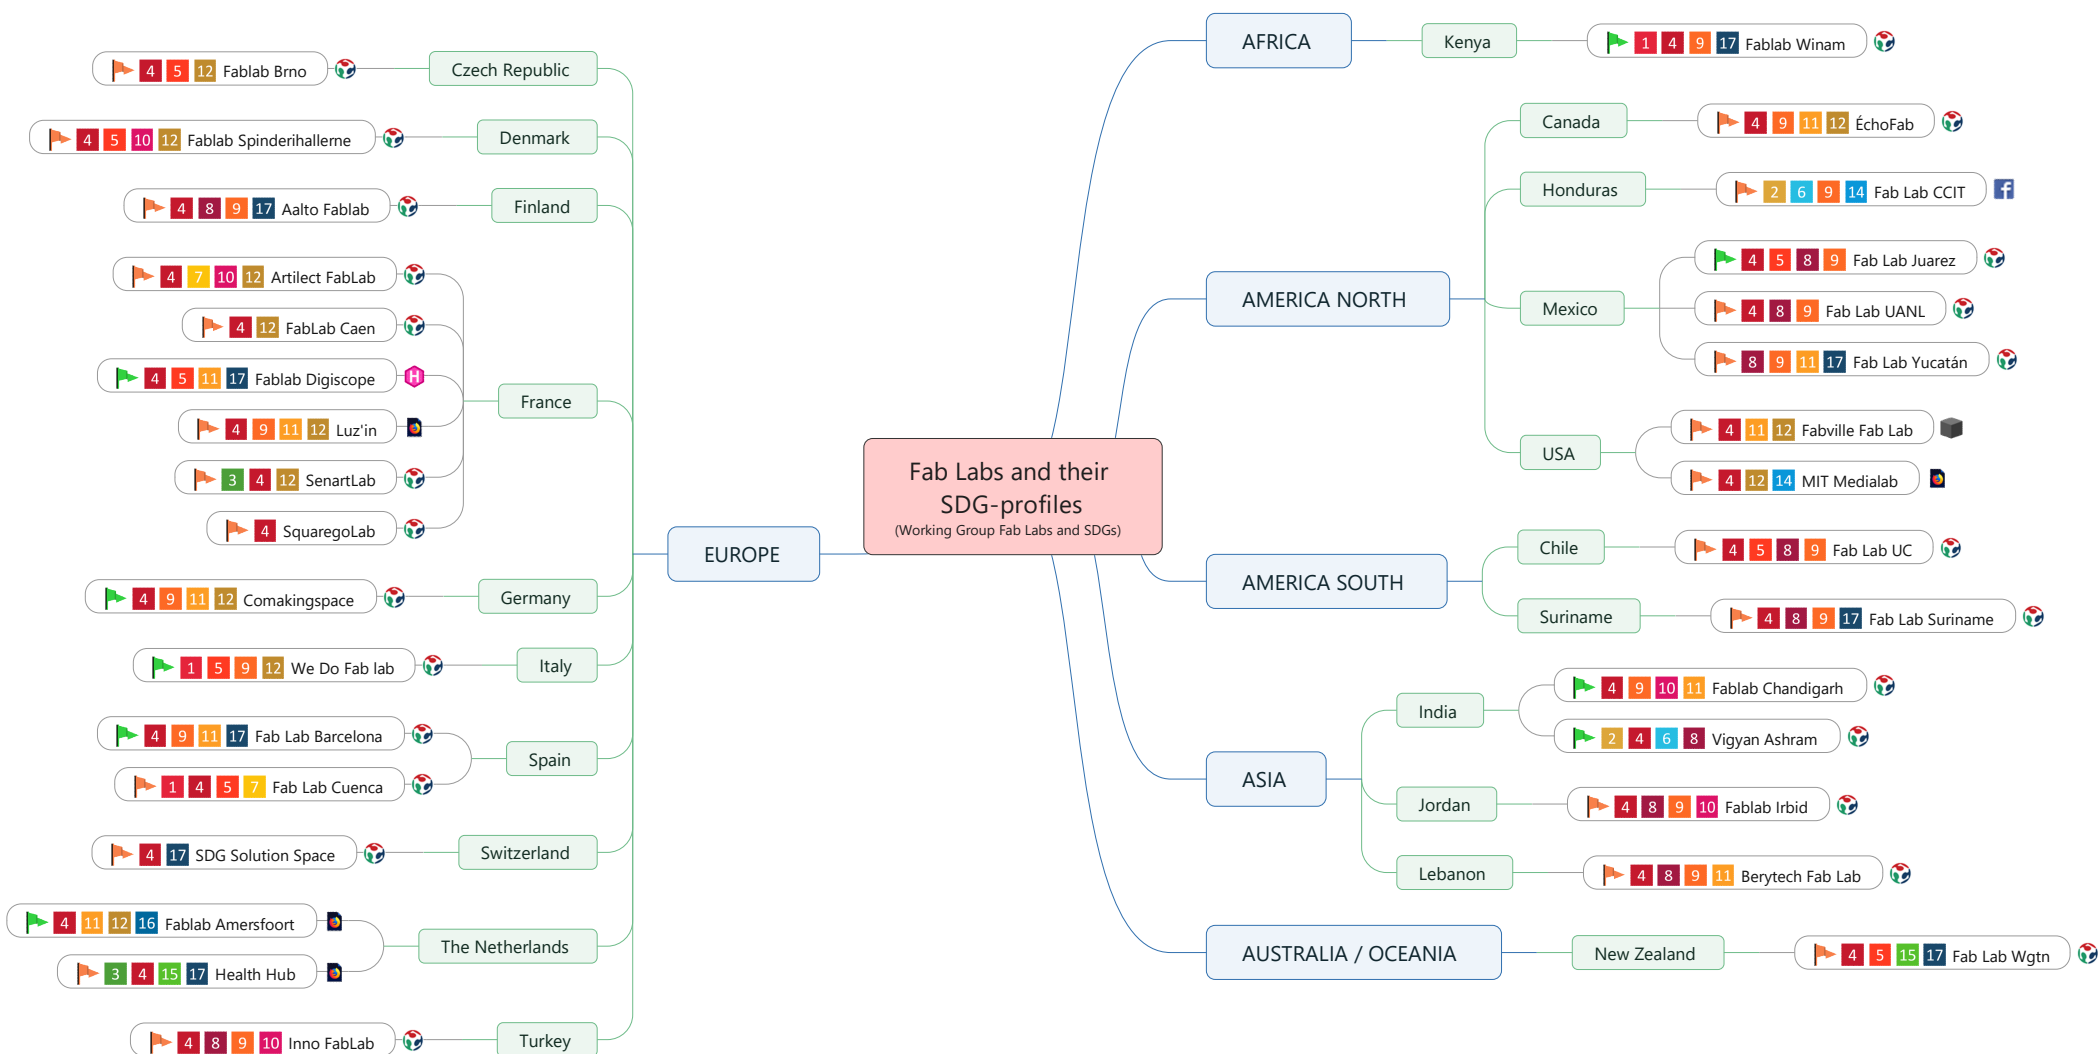 Fab Labs and their
SDG-profiles
(Working Group Fab Labs and SDGs)
EUROPE
Czech Republic
4 5 12 Fablab Brno
Denmark
4 5 10 12 Fablab Spinderihallerne
Finland
4 8 9 17 Aalto Fablab
France
4 7 10 12 Artilect FabLab
4 12 FabLab Caen
4 5 11 17 Fablab Digiscope
H
4 9 11 12 Luz'in
3 4 12 SenartLab
4 SquaregoLab
Germany
4 9 11 12 Comakingspace
Italy
1 5 9 12 We Do Fab lab
Spain
4 9 11 17 Fab Lab Barcelona
1 4 5 7 Fab Lab Cuenca
Switzerland
4 17 SDG Solution Space
The Netherlands
4 11 12 16 Fablab Amersfoort
3 4 15 17 Health Hub
Turkey
4 8 9 10 Inno FabLab
AFRICA
Kenya
1 4 9 17 Fablab Winam
AMERICA NORTH
Canada
4 9 11 12 ÉchoFab
Honduras
2 6 9 14 Fab Lab CCIT
f
Mexico
4 5 8 9 Fab Lab Juarez
4 8 9 Fab Lab UANL
8 9 11 17 Fab Lab Yucatán
USA
4 11 12 Fabville Fab Lab
4 12 14 MIT Medialab
AMERICA SOUTH
Chile
4 5 8 9 Fab Lab UC
Suriname
4 8 9 17 Fab Lab Suriname
ASIA
India
4 9 10 11 Fablab Chandigarh
2 4 6 8 Vigyan Ashram
Jordan
4 8 9 10 Fablab Irbid
Lebanon
4 8 9 11 Berytech Fab Lab
AUSTRALIA / OCEANIA
New Zealand
4 5 15 17 Fab Lab Wgtn